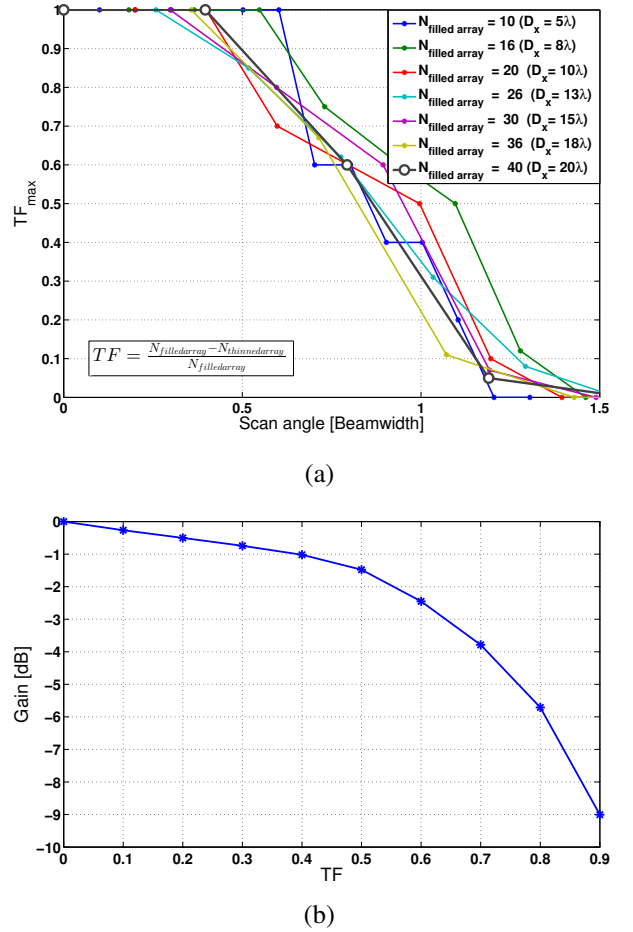 1
0.9
0.8
0.7
0.6
0.5
0.4
0.3
0.2
0.1
0
TF_max
N_filled array = 10 (D_x = 5λ)
N_filled array = 16 (D_x = 8λ)
N_filled array = 20 (D_x = 10λ)
N_filled array = 26 (D_x = 13λ)
N_filled array = 30 (D_x = 15λ)
N_filled array = 36 (D_x = 18λ)
N_filled array = 40 (D_x = 20λ)
TF = (N_filledarray − N_thinnedarray) / N_filledarray
0 0.5 1 1.5
Scan angle [Beamwidth]
(a)
0
−1
−2
−3
−4
−5
−6
−7
−8
−9
−10
Gain [dB]
0 0.1 0.2 0.3 0.4 0.5 0.6 0.7 0.8 0.9
TF
(b)